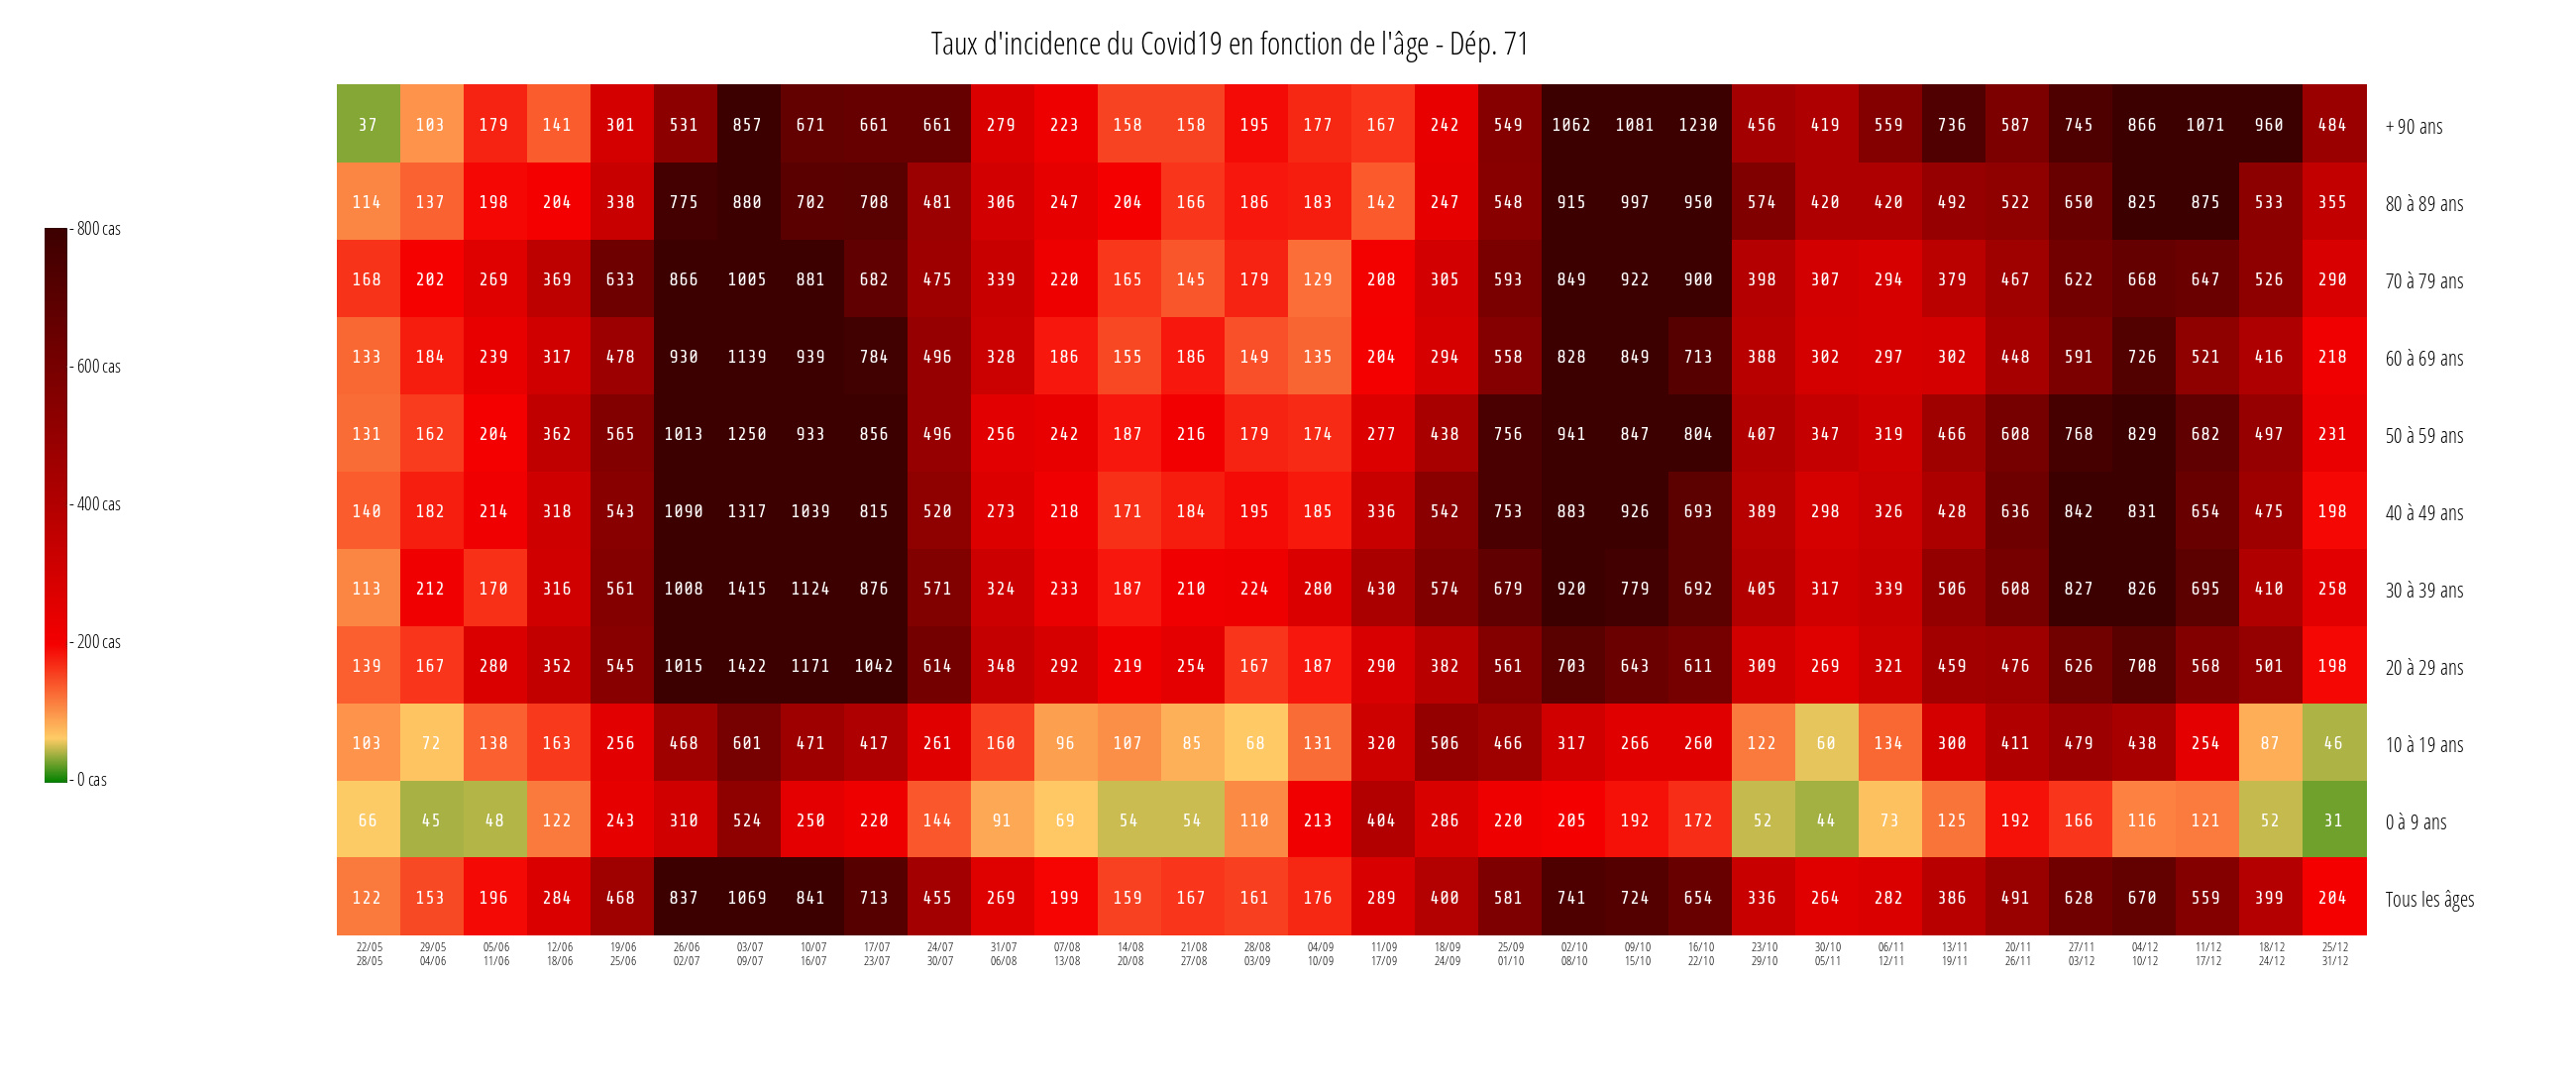 Taux d'incidence du Covid19 en fonction de l'âge - Dép. 71
- 800 cas
- 600 cas
- 400 cas
- 200 cas
- 0 cas
37 103 179 141 301 531 857 671 661 661 279 223 158 158 195 177 167 242 549 1062 1081 1230 456 419 559 736 587 745 866 1071 960 484 + 90 ans
114 137 198 204 338 775 880 702 708 481 306 247 204 166 186 183 142 247 548 915 997 950 574 420 420 492 522 650 825 875 533 355 80 à 89 ans
168 202 269 369 633 866 1005 881 682 475 339 220 165 145 179 129 208 305 593 849 922 900 398 307 294 379 467 622 668 647 526 290 70 à 79 ans
133 184 239 317 478 930 1139 939 784 496 328 186 155 186 149 135 204 294 558 828 849 713 388 302 297 302 448 591 726 521 416 218 60 à 69 ans
131 162 204 362 565 1013 1250 933 856 496 256 242 187 216 179 174 277 438 756 941 847 804 407 347 319 466 608 768 829 682 497 231 50 à 59 ans
140 182 214 318 543 1090 1317 1039 815 520 273 218 171 184 195 185 336 542 753 883 926 693 389 298 326 428 636 842 831 654 475 198 40 à 49 ans
113 212 170 316 561 1008 1415 1124 876 571 324 233 187 210 224 280 430 574 679 920 779 692 405 317 339 506 608 827 826 695 410 258 30 à 39 ans
139 167 280 352 545 1015 1422 1171 1042 614 348 292 219 254 167 187 290 382 561 703 643 611 309 269 321 459 476 626 708 568 501 198 20 à 29 ans
103 72 138 163 256 468 601 471 417 261 160 96 107 85 68 131 320 506 466 317 266 260 122 60 134 300 411 479 438 254 87 46 10 à 19 ans
66 45 48 122 243 310 524 250 220 144 91 69 54 54 110 213 404 286 220 205 192 172 52 44 73 125 192 166 116 121 52 31 0 à 9 ans
122 153 196 284 468 837 1069 841 713 455 269 199 159 167 161 176 289 400 581 741 724 654 336 264 282 386 491 628 670 559 399 204 Tous les âges
22/05 29/05 05/06 12/06 19/06 26/06 03/07 10/07 17/07 24/07 31/07 07/08 14/08 21/08 28/08 04/09 11/09 18/09 25/09 02/10 09/10 16/10 23/10 30/10 06/11 13/11 20/11 27/11 04/12 11/12 18/12 25/12
28/05 04/06 11/06 18/06 25/06 02/07 09/07 16/07 23/07 30/07 06/08 13/08 20/08 27/08 03/09 10/09 17/09 24/09 01/10 08/10 15/10 22/10 29/10 05/11 12/11 19/11 26/11 03/12 10/12 17/12 24/12 31/12